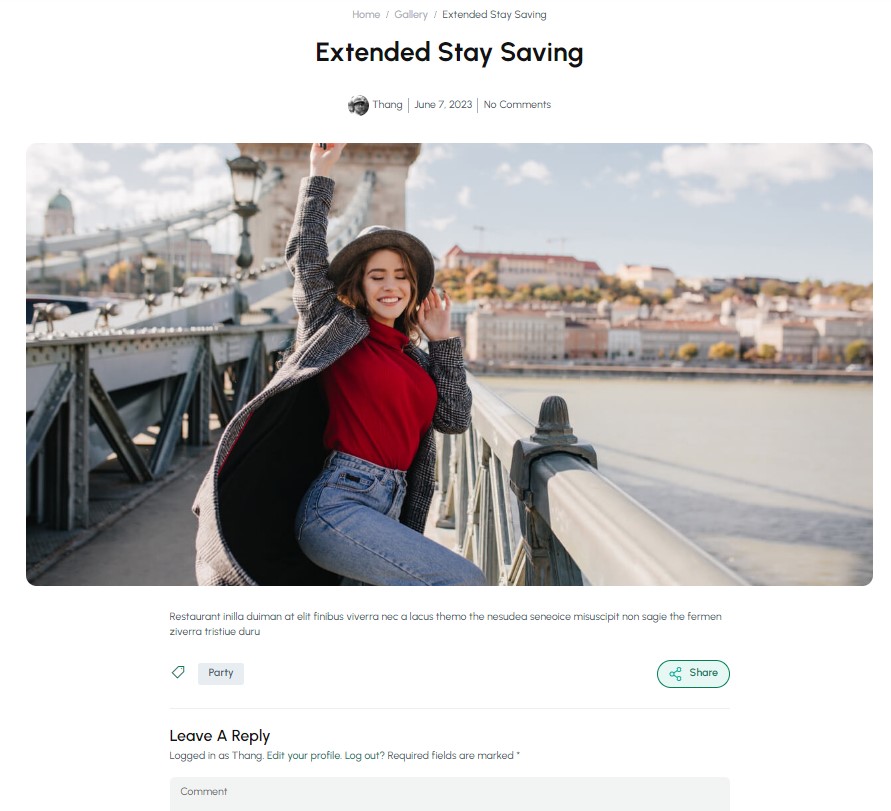 Home / Gallery / Extended Stay Saving
Extended Stay Saving
Thang | June 7, 2023 | No Comments
Restaurant inilla duiman at elit finibus viverra nec a lacus themo the nesudea seneoice misuscipit non sagie the fermen
ziverra tristiue duru
Party
Share
Leave A Reply
Logged in as Thang. Edit your profile. Log out? Required fields are marked *
Comment